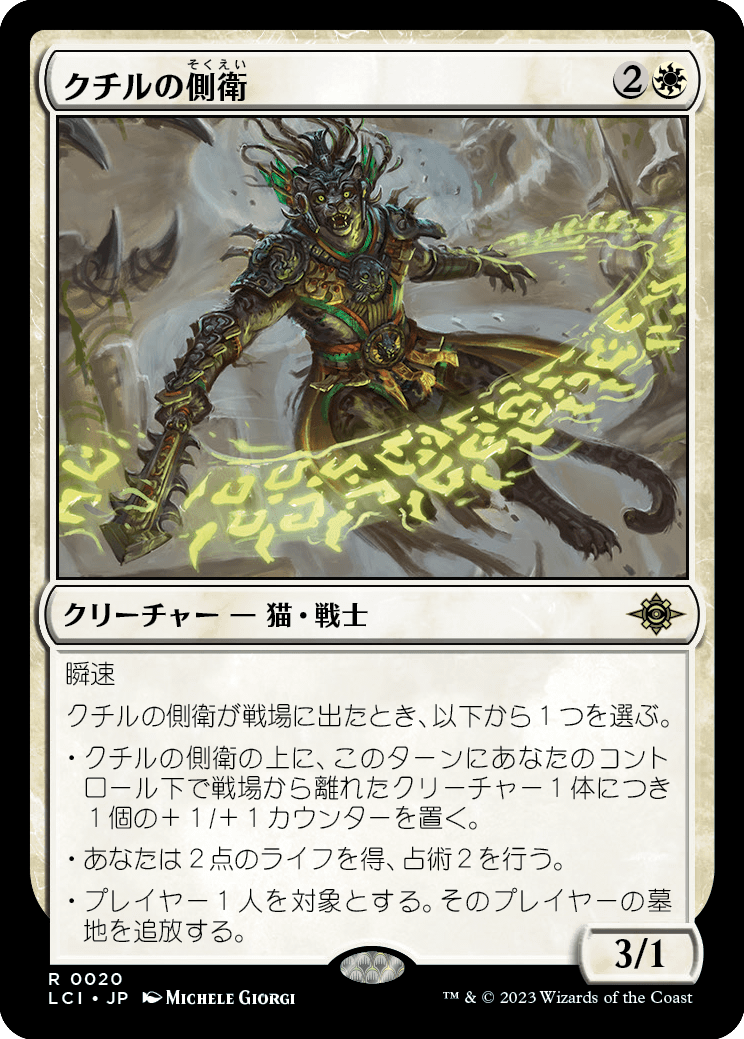 そくえい
クチルの側衛
2
クリーチャー — 猫・戦士
瞬速
クチルの側衛が戦場に出たとき、以下から１つを選ぶ。
・クチルの側衛の上に、このターンにあなたのコント
ロール下で戦場から離れたクリーチャー１体につき
１個の＋１/＋１カウンターを置く。
・あなたは２点のライフを得、占術２を行う。
・プレイヤー１人を対象とする。そのプレイヤーの墓
地を追放する。
3/1
R 0020
LCI・JP Michele Giorgi
™ & © 2023 Wizards of the Coast